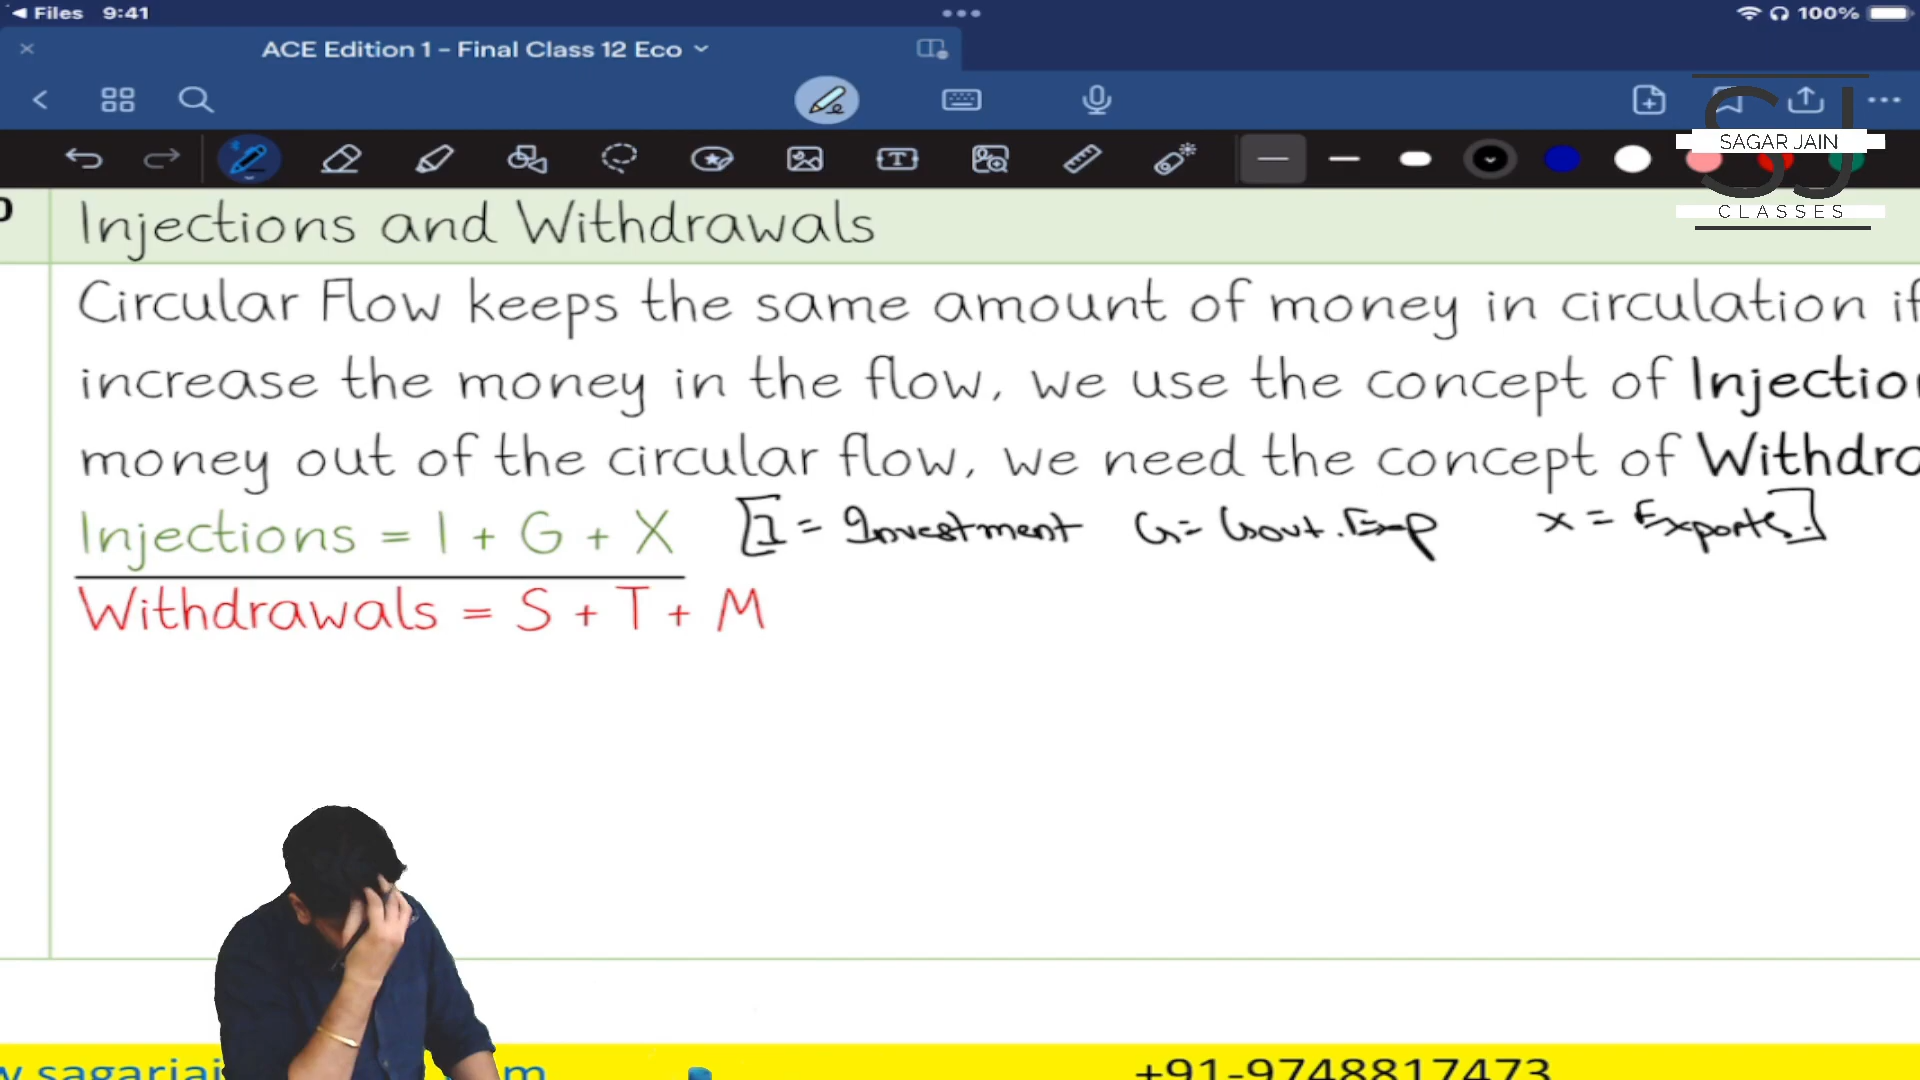 Files 9:41 100%
ACE Edition 1 - Final Class 12 Eco
SAGAR JAIN
CLASSES
Injections and Withdrawals
Circular Flow keeps the same amount of money in circulation if
increase the money in the flow, we use the concept of Injection
money out of the circular flow, we need the concept of Withdra
Injections = I + G + X [I = Investment G = Govt. Exp X = Exports.]
Withdrawals = S + T + M
+91-9748817473